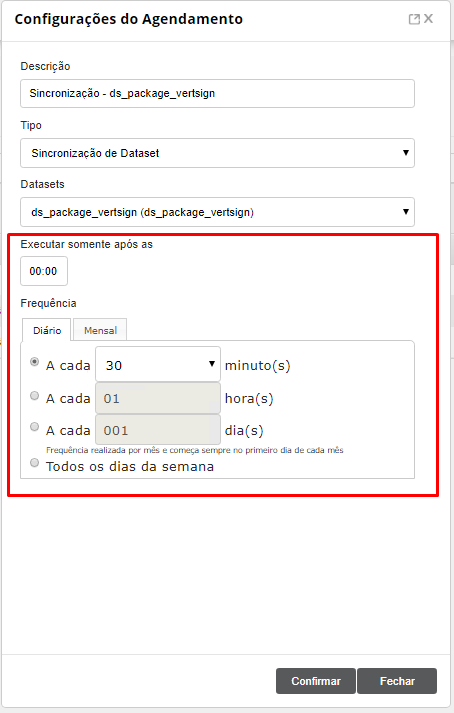 Configurações do Agendamento
Descrição
Sincronização - ds_package_vertsign
Tipo
Sincronização de Dataset
Datasets
ds_package_vertsign (ds_package_vertsign)
Executar somente após as
00:00
Frequência
Diário Mensal
A cada 30 minuto(s)
A cada 01 hora(s)
A cada 001 dia(s)
Frequência realizada por mês e começa sempre no primeiro dia de cada mês
Todos os dias da semana
Confirmar Fechar